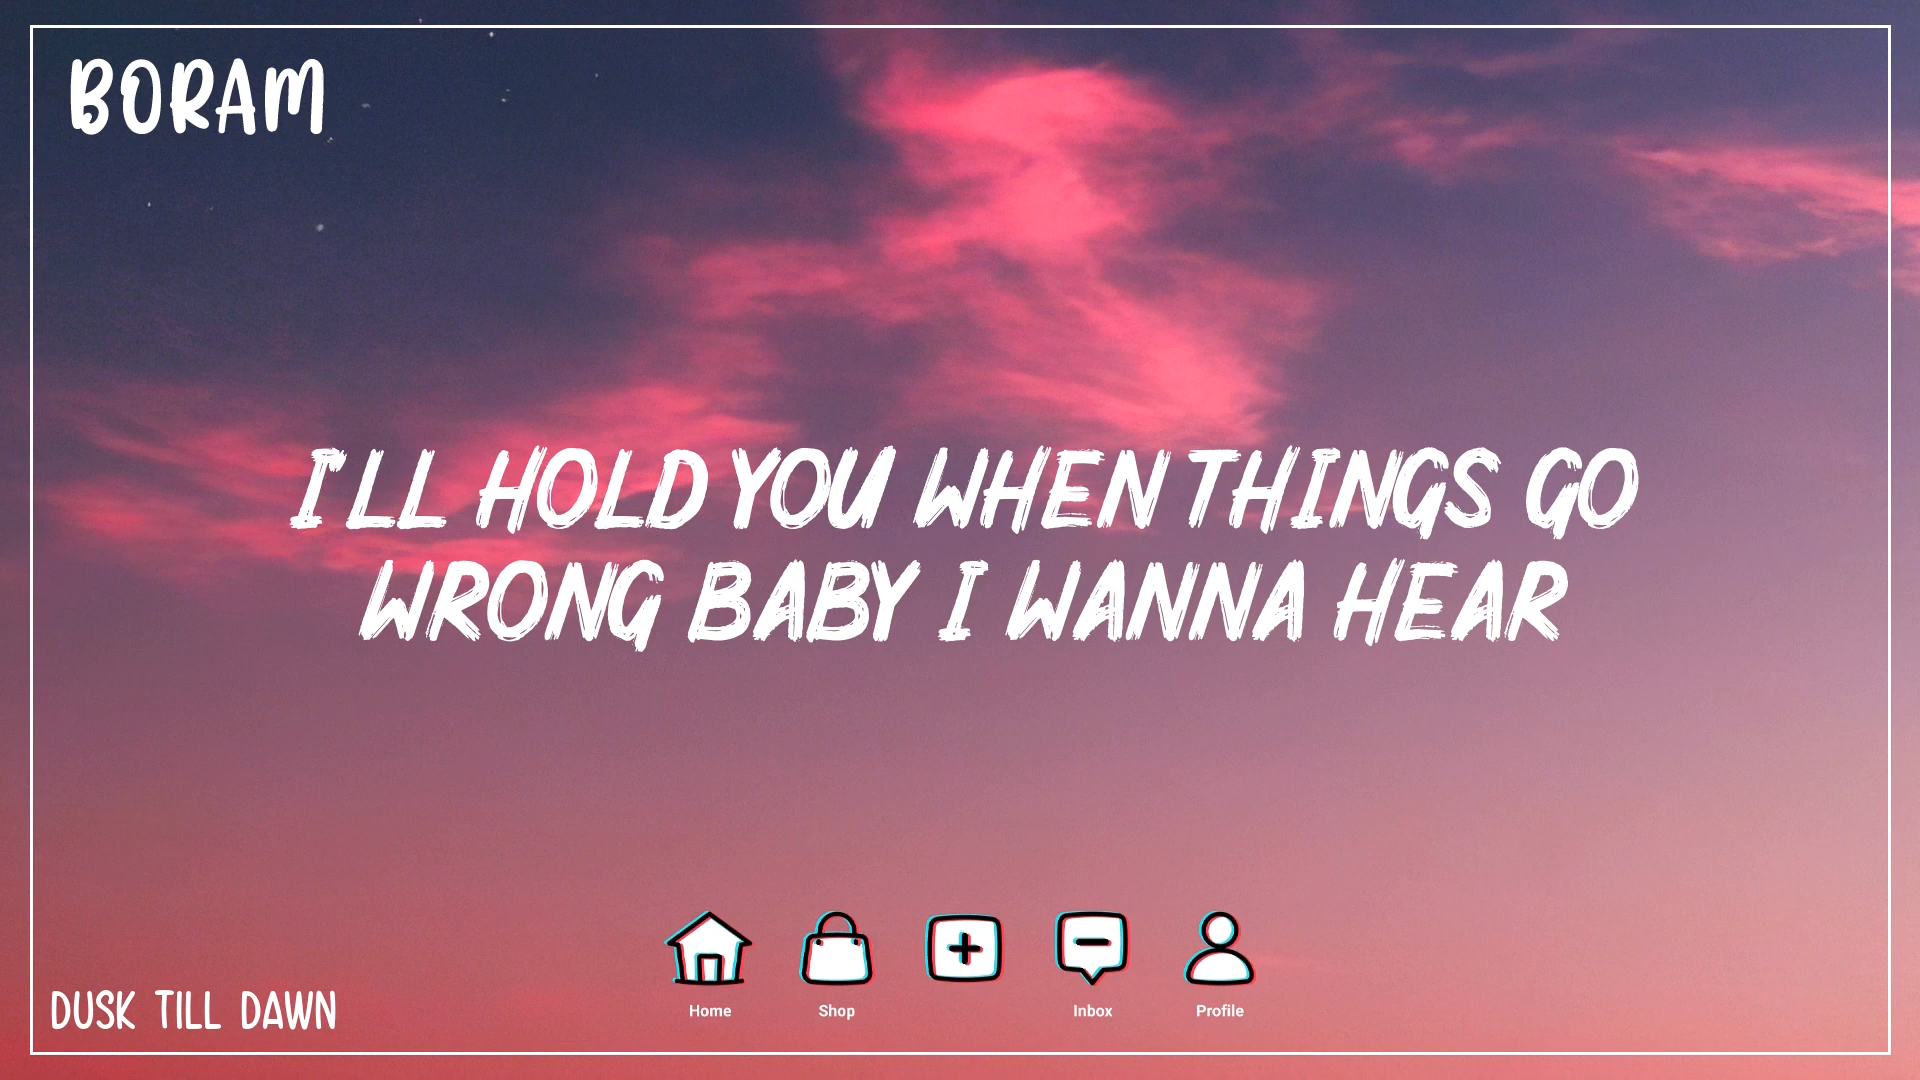 BORAM
I'LL HOLD YOU WHEN THINGS GO
WRONG BABY I WANNA HEAR
Home
Shop
Inbox
Profile
DUSK TILL DAWN